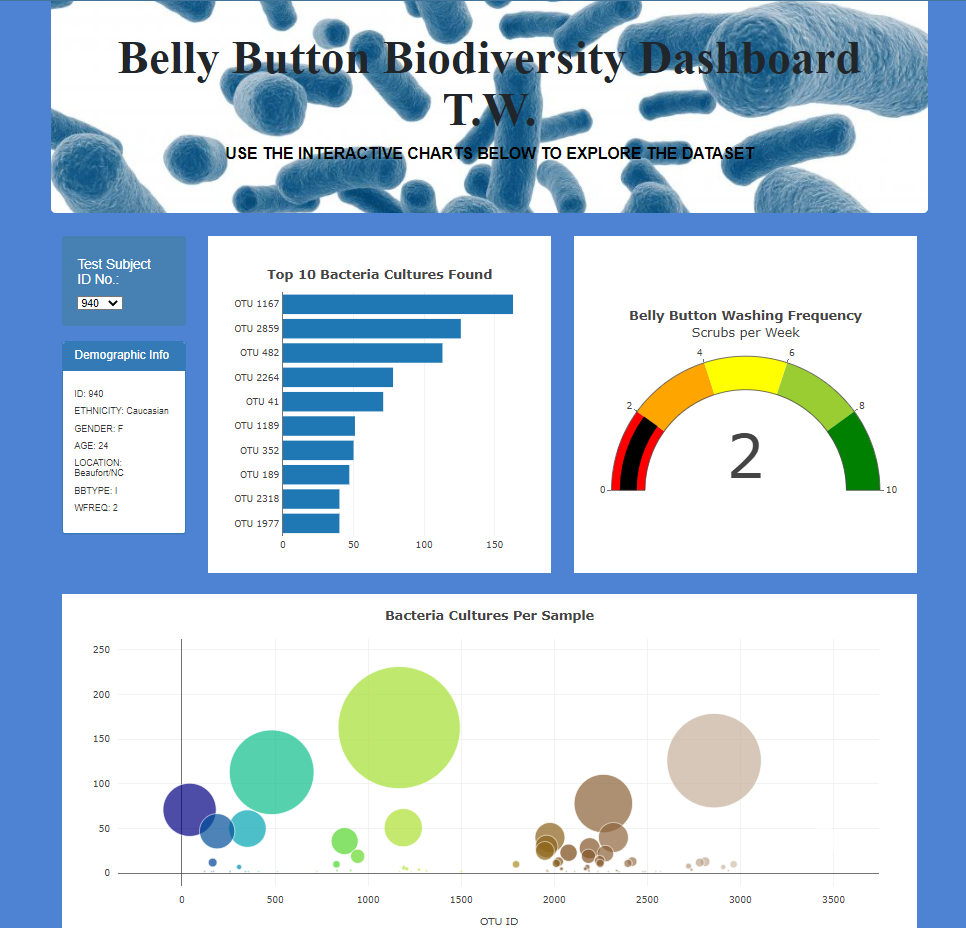 Belly Button Biodiversity Dashboard
T.W.
USE THE INTERACTIVE CHARTS BELOW TO EXPLORE THE DATASET
Test Subject
ID No.:
940
Demographic Info
ID: 940
ETHNICITY: Caucasian
GENDER: F
AGE: 24
LOCATION:
Beaufort/NC
BBTYPE: I
WFREQ: 2
Top 10 Bacteria Cultures Found
OTU 1167
OTU 2859
OTU 482
OTU 2264
OTU 41
OTU 1189
OTU 352
OTU 189
OTU 2318
OTU 1977
0 50 100 150
Belly Button Washing Frequency
Scrubs per Week
4 6
2 8
2
0 10
Bacteria Cultures Per Sample
250
200
150
100
50
0
0 500 1000 1500 2000 2500 3000 3500
OTU ID